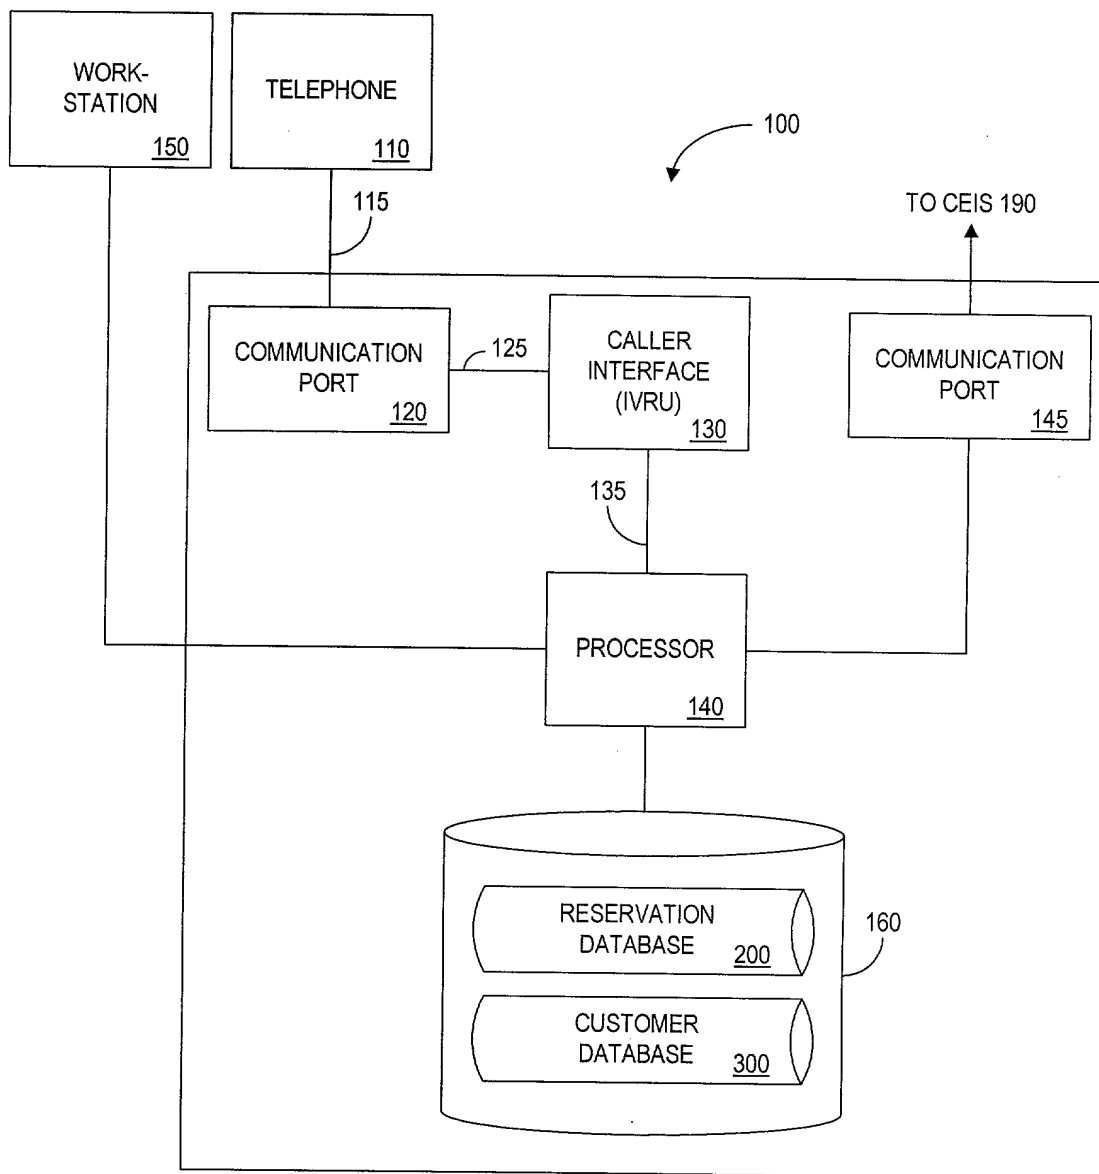 WORK-
STATION
150
TELEPHONE
110
100
115
TO CEIS 190
COMMUNICATION
PORT
120
125
CALLER
INTERFACE
(IVRU)
130
COMMUNICATION
PORT
145
135
PROCESSOR
140
RESERVATION
DATABASE
200
160
CUSTOMER
DATABASE
300